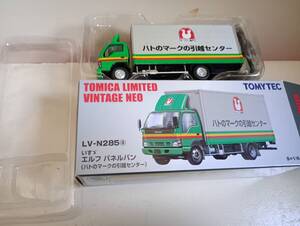 ハトのマークの引越センター
TOMICA LIMITED
VINTAGE NEO
TOMYTEC
LV-N285a
いすゞ
エルフ パネルバン
(ハトのマークの引越センター)
ハトのマークの引越センター